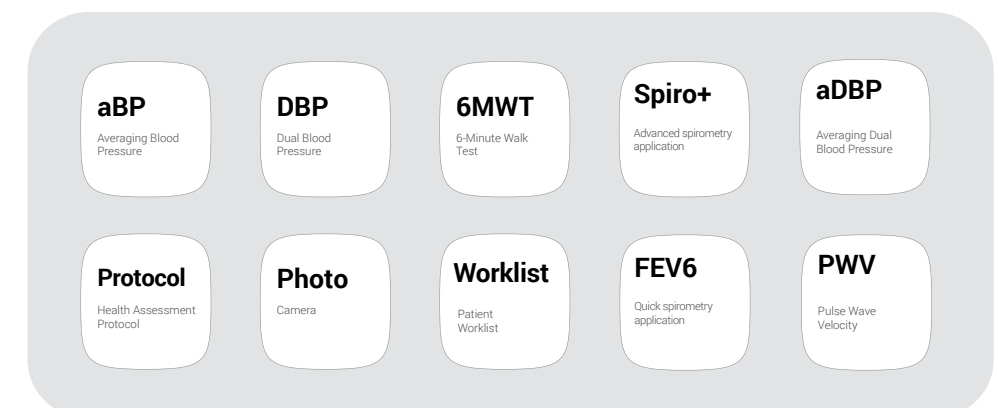 aBP
Averaging Blood
Pressure
DBP
Dual Blood
Pressure
6MWT
6-Minute Walk
Test
Spiro+
Advanced spirometry
application
aDBP
Averaging Dual
Blood Pressure
Protocol
Health Assessment
Protocol
Photo
Camera
Worklist
Patient
Worklist
FEV6
Quick spirometry
application
PWV
Pulse Wave
Velocity